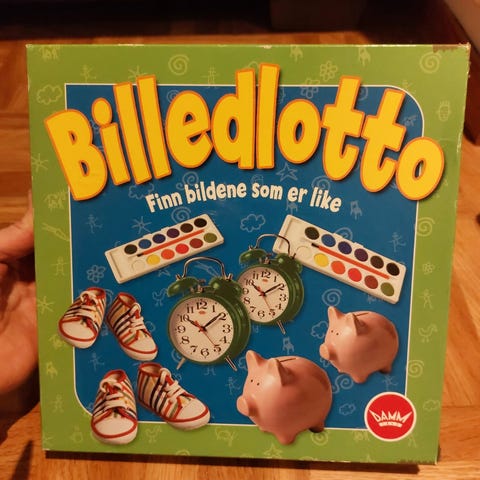 Billedlotto
Finn bildene som er like
DAMM